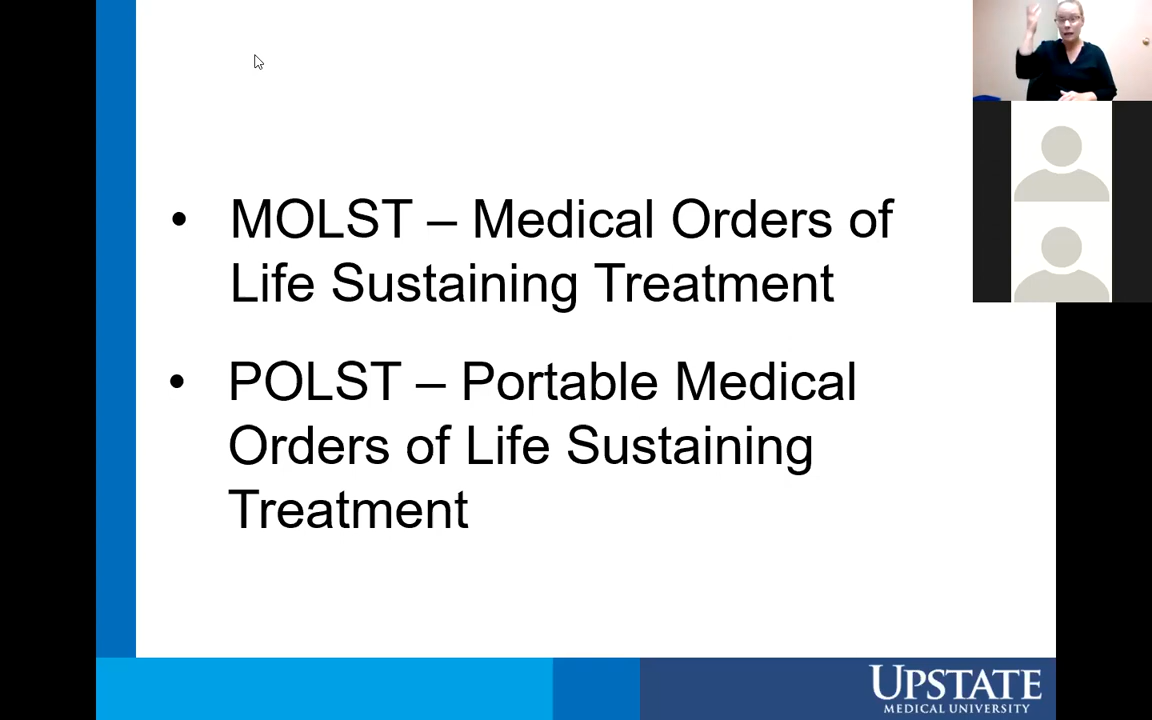 • MOLST – Medical Orders of
Life Sustaining Treatment
• POLST – Portable Medical
Orders of Life Sustaining
Treatment
UPSTATE
MEDICAL UNIVERSITY